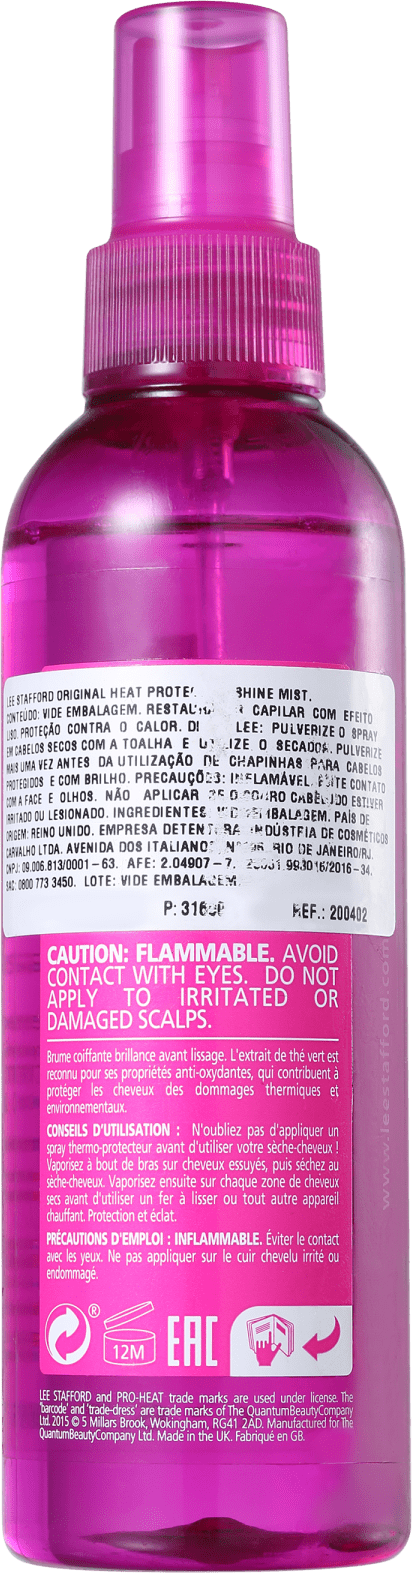 LEE STAFFORD ORIGINAL HEAT SHINE MIST.
CONTEÚDO: VIDE EMBALAGEM. CAPILAR COM EFEITO
LISO. PROTEÇÃO CONTRA O CALOR. LEE: PULVERIZE O SPRAY
EM CABELOS SECOS COM A TOALHA E PULVERIZE
MAIS UMA VEZ ANTES DA UTILIZAÇÃO DE CHAPINHAS PARA CABELOS
PROTEGIDOS E COM BRILHO. PRECAUÇÕES: INFLAMÁVEL. EVITE CONTATO
COM A FACE E OLHOS. NÃO APLICAR ESTIVER
IRRITADO OU LESIONADO. INGREDIENTES EMBALAGEM. PAÍS DE
ORIGEM: REINO UNIDO. EMPRESA INDÚSTRIA DE COSMÉTICOS
CARVALHO LTDA. AVENIDA DOS RIO DE JANEIRO/RJ.
CNPJ: 09.006.813/0001-63. AFE: 2.04907-7. /2016-34.
SAC: 0800 773 3450. LOTE: VIDE EMBALAGEM.
REF.: 200402
CAUTION: FLAMMABLE. AVOID
CONTACT WITH EYES. DO NOT
APPLY TO IRRITATED OR
DAMAGED SCALPS.
Brume coiffante brillance avant lissage. L'extrait de thé vert est
reconnu pour ses propriétés anti-oxydantes, qui contribuent à
protéger les cheveux des dommages thermiques et
environnementaux.
CONSEILS D'UTILISATION : N'oubliez pas d'appliquer un
spray thermo-protecteur avant d'utiliser votre sèche-cheveux !
Vaporisez à bout de bras sur cheveux essuyés, puis séchez au
sèche-cheveux. Vaporisez ensuite sur chaque zone de cheveux
secs avant d'utiliser un fer à lisser ou tout autre appareil
chauffant. Protection et éclat.
PRÉCAUTIONS D'EMPLOI : INFLAMMABLE. Éviter le contact
avec les yeux. Ne pas appliquer sur le cuir chevelu irrité ou
endommagé.
® 12M EAC
LEE STAFFORD and PRO-HEAT trade marks are used under license. The
'barcode' and 'trade-dress' are trade marks of The QuantumBeautyCompany
Ltd. 2015 © 5 Millars Brook, Wokingham, RG41 2AD. Manufactured for The
QuantumBeautyCompany Ltd. Made in the UK. Fabriqué en GB.
www.leestafford.com